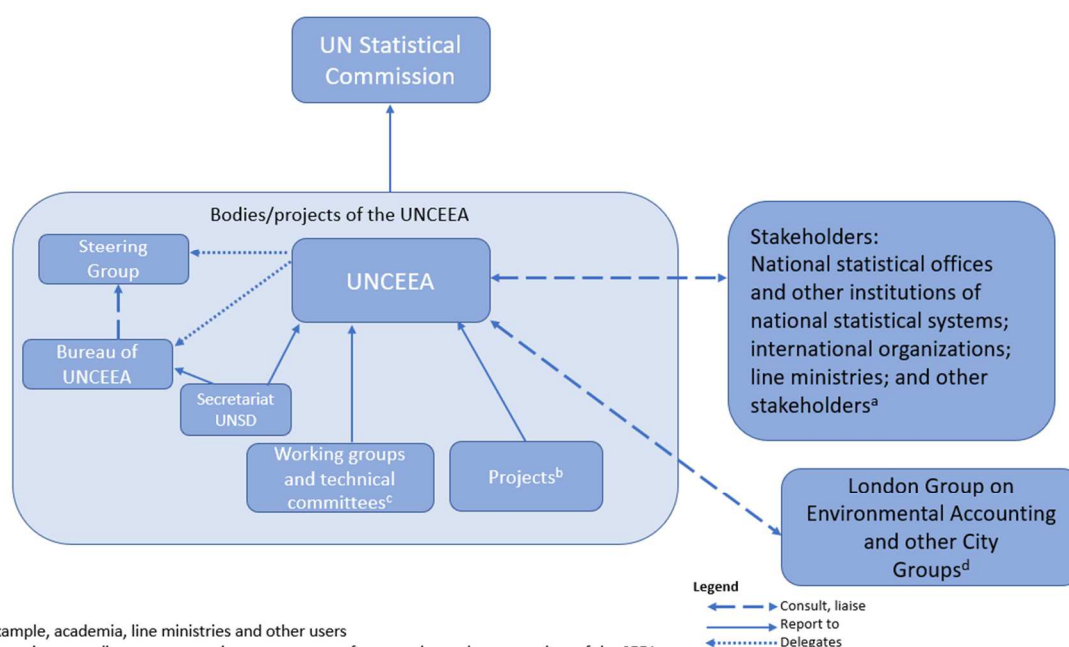 UN Statistical
Commission
Bodies/projects of the UNCEEA
Steering
Group
UNCEEA
Bureau of
UNCEEA
Secretariat
UNSD
Working groups
and technical
committeesᶜ
Projectsᵇ
Stakeholders:
National statistical offices
and other institutions of
national statistical systems;
international organizations;
line ministries; and other
stakeholdersᵃ
London Group on
Environmental Accounting
and other City
Groupsᵈ
Legend
Consult, liaise
Report to
Delegates
academia, line ministries and other users